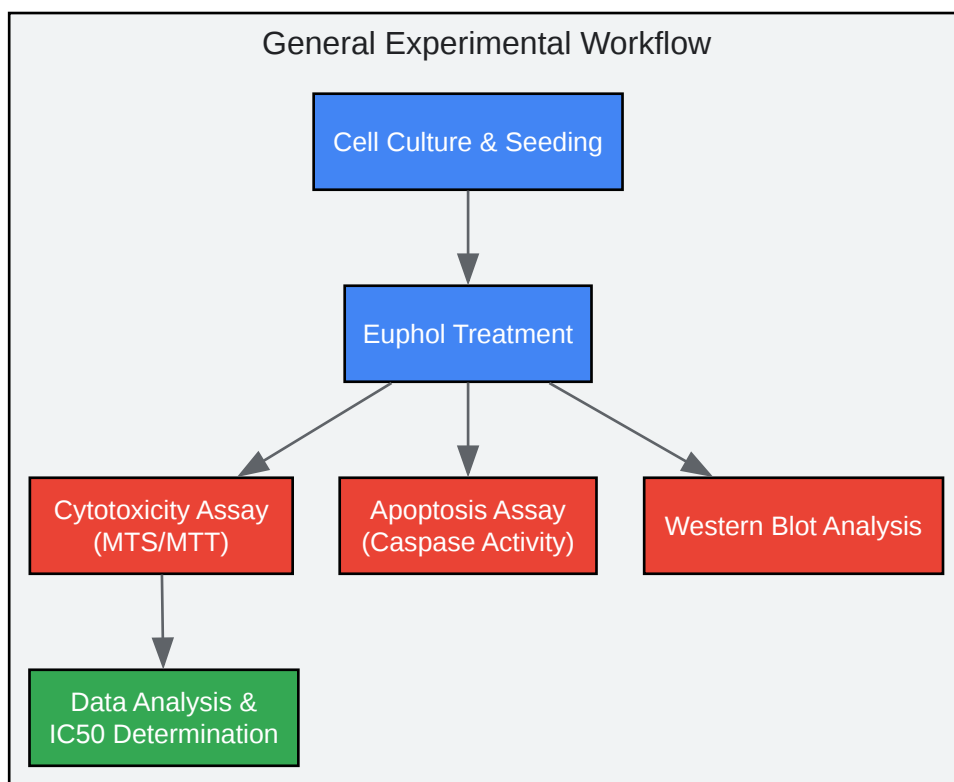 General Experimental Workflow
Cell Culture & Seeding
Euphol Treatment
Cytotoxicity Assay
(MTS/MTT)
Apoptosis Assay
(Caspase Activity)
Western Blot Analysis
Data Analysis &
IC50 Determination